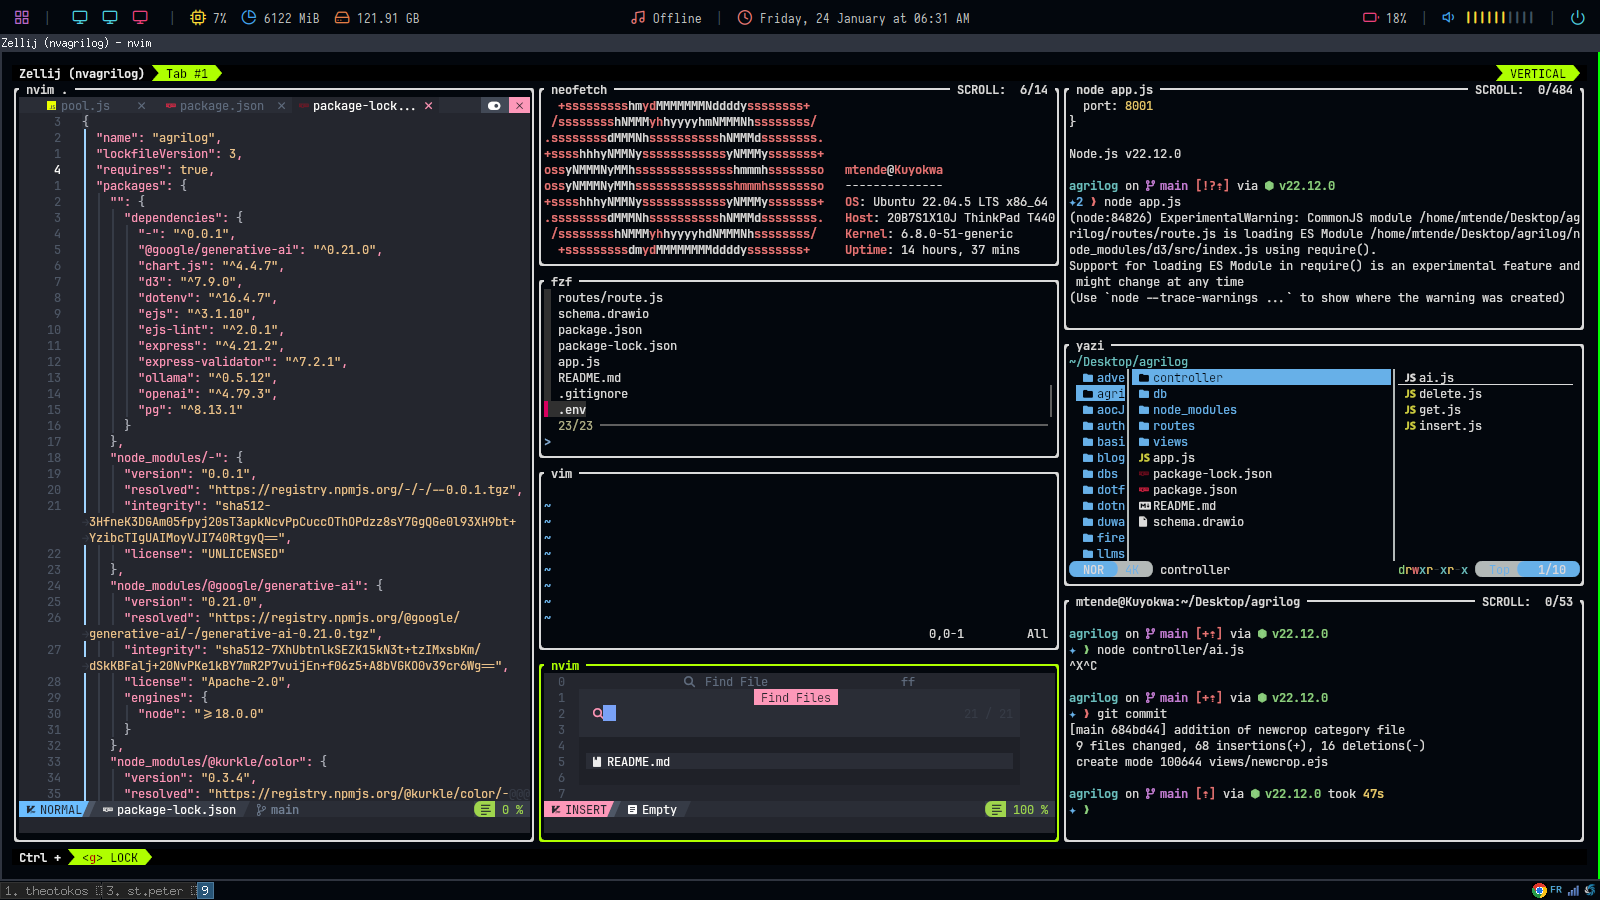 7% 6122 MiB 121.91 GB Offline Friday, 24 January at 06:31 AM 18%
Zellij (nvagrilog) - nvim
Zellij (nvagrilog) Tab #1 VERTICAL
nvim .
pool.js × package.json × package-lock... × ×
3 {
2 "name": "agrilog",
1 "lockfileVersion": 3,
4 "requires": true,
1 "packages": {
2 "": {
3 "dependencies": {
4 "-": "^0.0.1",
5 "@google/generative-ai": "^0.21.0",
6 "chart.js": "^4.4.7",
7 "d3": "^7.9.0",
8 "dotenv": "^16.4.7",
9 "ejs": "^3.1.10",
10 "ejs-lint": "^2.0.1",
11 "express": "^4.21.2",
12 "express-validator": "^7.2.1",
13 "ollama": "^0.5.12",
14 "openai": "^4.79.3",
15 "pg": "^8.13.1"
16 }
17 },
18 "node_modules/-": {
19 "version": "0.0.1",
20 "resolved": "https://registry.npmjs.org/-/-/--0.0.1.tgz",
21 "integrity": "sha512-
3HfneK3DGAm05fpyj20sT3apkNcvPpCuccOThOPdzz8sY7GgQGe0l93XH9bt+
YzibcTIgUAIMoyVJI740RtgyQ==",
22 "license": "UNLICENSED"
23 },
24 "node_modules/@google/generative-ai": {
25 "version": "0.21.0",
26 "resolved": "https://registry.npmjs.org/@google/
generative-ai/-/generative-ai-0.21.0.tgz",
27 "integrity": "sha512-7XhUbtnlkSEZK15kN3t+tzIMxsbKm/
dSkKBFalj+20NvPKe1kBY7mR2P7vuijEn+f06z5+A8bVGKO0v39cr6Wg==",
28 "license": "Apache-2.0",
29 "engines": {
30 "node": ">=18.0.0"
31 }
32 },
33 "node_modules/@kurkle/color": {
34 "version": "0.3.4",
35 "resolved": "https://registry.npmjs.org/@kurkle/color/-@@@
NORMAL package-lock.json main 0 %
neofetch SCROLL: 6/14
+ssssssssshmydMMMMMMMNddddyssssssss+
/sssssssshNMMMyhhyyyyhmNMMMNhssssssss/
.ssssssssdMMMNhsssssssssshNMMMdssssssss.
+sssshhhyNMMNyssssssssssssyNMMMysssssss+
ossyNMMMNyMMhsssssssssssssshmmmhssssssso mtende@Kuyokwa
ossyNMMMNyMMhsssssssssssssshmmmhssssssso --------------
+sssshhhyNMMNyssssssssssssyNMMMysssssss+ OS: Ubuntu 22.04.5 LTS x86_64
.ssssssssdMMMNhsssssssssshNMMMdssssssss. Host: 20B7S1X10J ThinkPad T440
/sssssssshNMMMyhhyyyyhdNMMMNhssssssss/ Kernel: 6.8.0-51-generic
+sssssssssdmydMMMMMMMMddddyssssssss+ Uptime: 14 hours, 37 mins
fzf
routes/route.js
schema.drawio
package.json
package-lock.json
app.js
README.md
.gitignore
.env
23/23
>
vim
~
~
~
~
~
~
~
~
0,0-1 All
nvim
0 Find File ff
1 Find Files
2 21 / 21
3
4
5 README.md
6
7
INSERT Empty 100 %
node app.js SCROLL: 0/484
port: 8001
}
Node.js v22.12.0
agrilog on main [!?⇡] via v22.12.0
✦2 ❯ node app.js
(node:84826) ExperimentalWarning: CommonJS module /home/mtende/Desktop/ag
rilog/routes/route.js is loading ES Module /home/mtende/Desktop/agrilog/n
ode_modules/d3/src/index.js using require().
Support for loading ES Module in require() is an experimental feature and
might change at any time
(Use `node --trace-warnings ...` to show where the warning was created)
yazi
~/Desktop/agrilog
adve controller ai.js
agri db delete.js
aocJ node_modules get.js
auth routes insert.js
basi views
blog app.js
dbs package-lock.json
dotf package.json
dotn README.md
duwa schema.drawio
fire
llms
NOR 4K controller drwxr-xr-x Top 1/10
mtende@Kuyokwa:~/Desktop/agrilog SCROLL: 0/53
agrilog on main [+⇡] via v22.12.0
✦ ❯ node controller/ai.js
^X^C
agrilog on main [+⇡] via v22.12.0
✦ ❯ git commit
[main 684bd44] addition of newcrop category file
9 files changed, 68 insertions(+), 16 deletions(-)
create mode 100644 views/newcrop.ejs
agrilog on main [⇡] via v22.12.0 took 47s
✦ ❯
Ctrl + <g> LOCK
1. theotokos 3. st.peter 9 FR